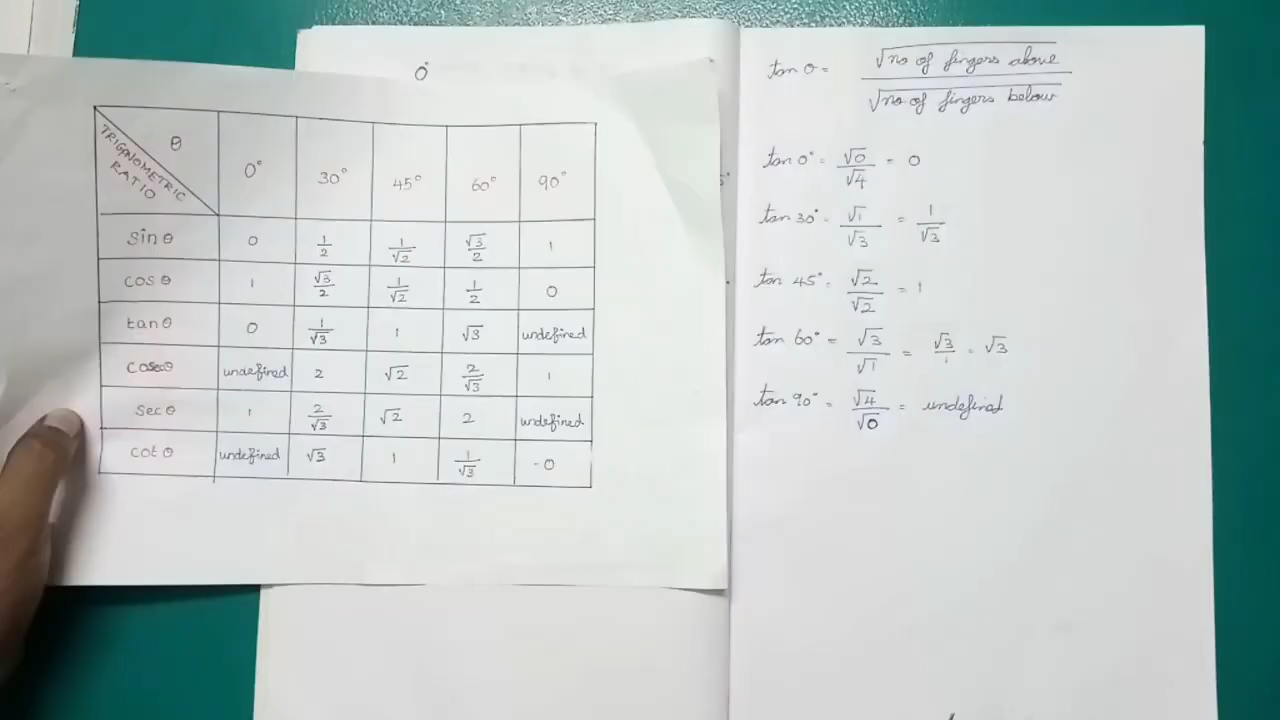 0°
TRIGANOMETRIC RATIO θ 0° 30° 45° 60° 90°
sin θ 0 1/2 1/√2 √3/2 1
cos θ 1 √3/2 1/√2 1/2 0
tan θ 0 1/√3 1 √3 undefined
cosecθ undefined 2 √2 2/√3 1
sec θ 1 2/√3 √2 2 undefined
cot θ undefined √3 1 1/√3 0
tan θ = √no of fingers above / √no of fingers below
tan 0° = √0/√4 = 0
tan 30° = √1/√3 = 1/√3
tan 45° = √2/√2 = 1
tan 60° = √3/√1 = √3/1 = √3
tan 90° = √4/√0 = undefined